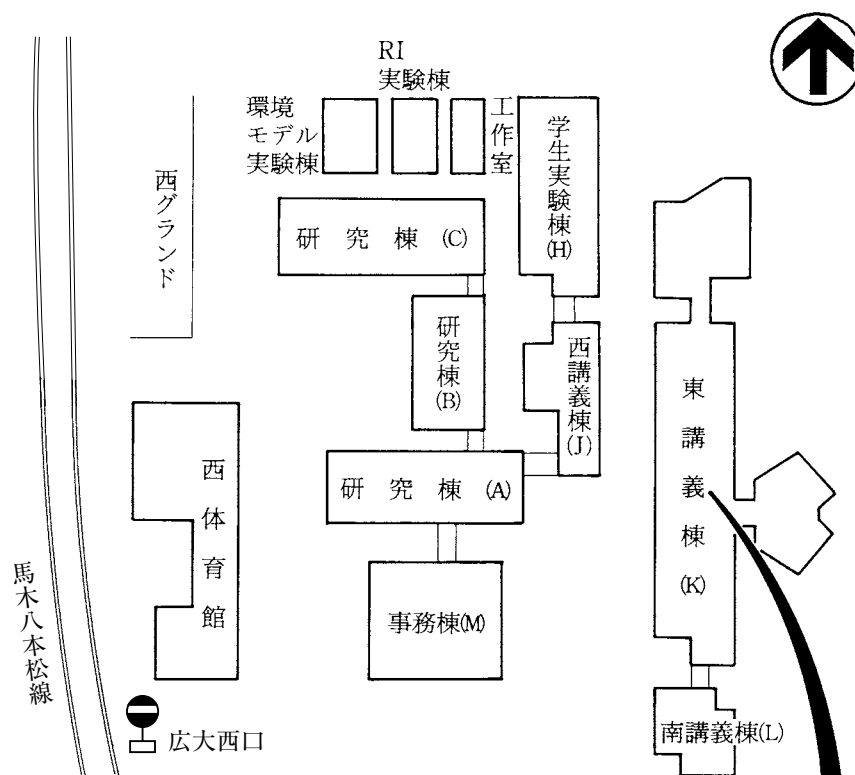 RI
実験棟
環境
モデル
実験棟
工作室
学生実験棟(H)
西グランド
研究棟(C)
研究棟(B)
西講義棟(J)
東講義棟(K)
研究棟(A)
西体育館
事務棟(M)
馬木八本松線
広大西口
南講義棟(L)